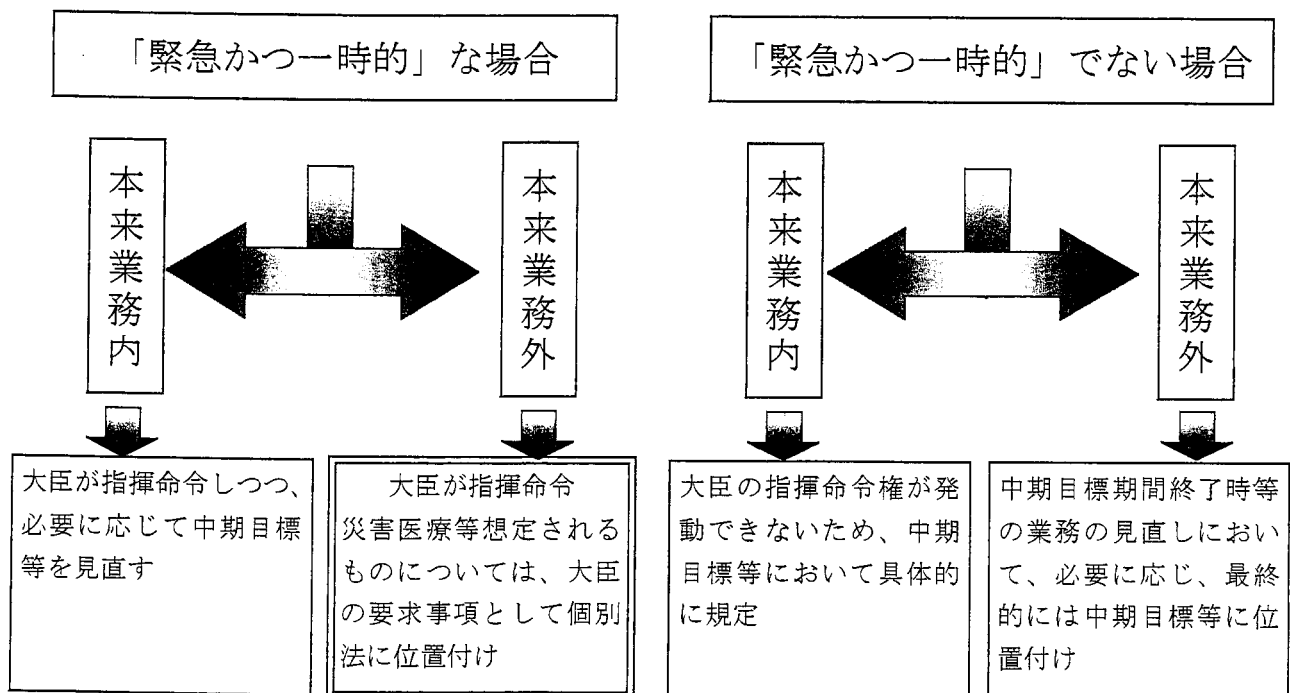 「緊急かつ一時的」な場合
本来業務内
本来業務外
大臣が指揮命令しつつ、
必要に応じて中期目標
等を見直す
大臣が指揮命令
災害医療等想定される
ものについては、大臣
の要求事項として個別
法に位置付け
「緊急かつ一時的」でない場合
本来業務内
本来業務外
大臣の指揮命令権が発
動できないため、中期
目標等において具体的
に規定
中期目標期間終了時等
の業務の見直しにおい
て、必要に応じ、最終
的には中期目標等に位
置付け